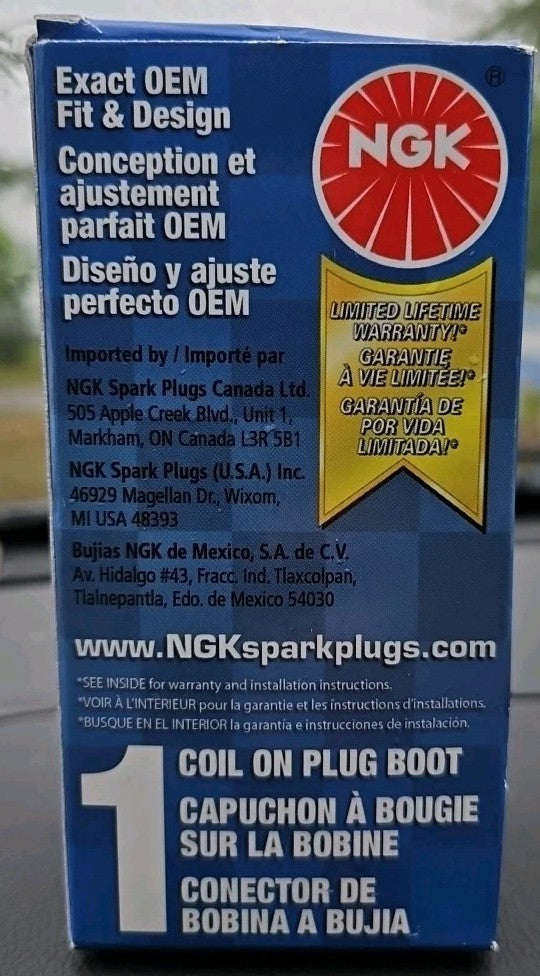 Exact OEM
Fit & Design
Conception et
ajustement
parfait OEM
Diseño y ajuste
perfecto OEM
®
NGK
LIMITED LIFETIME
WARRANTY!*
GARANTIE
À VIE LIMITÉE!*
GARANTÍA DE
POR VIDA
LIMITADA!*
Imported by / Importé par
NGK Spark Plugs Canada Ltd.
505 Apple Creek Blvd., Unit 1,
Markham, ON Canada L3R 5B1
NGK Spark Plugs (U.S.A.) Inc.
46929 Magellan Dr., Wixom,
MI USA 48393
Bujias NGK de Mexico, S.A. de C.V.
Av. Hidalgo #43, Fracc. Ind. Tlaxcolpan,
Tlalnepantla, Edo. de Mexico 54030
www.NGKsparkplugs.com
*SEE INSIDE for warranty and installation instructions.
*VOIR À L'INTERIEUR pour la garantie et les instructions d'installations.
*BUSQUE EN EL INTERIOR la garantía e instrucciones de instalación.
1
COIL ON PLUG BOOT
CAPUCHON À BOUGIE
SUR LA BOBINE
CONECTOR DE
BOBINA A BUJIA